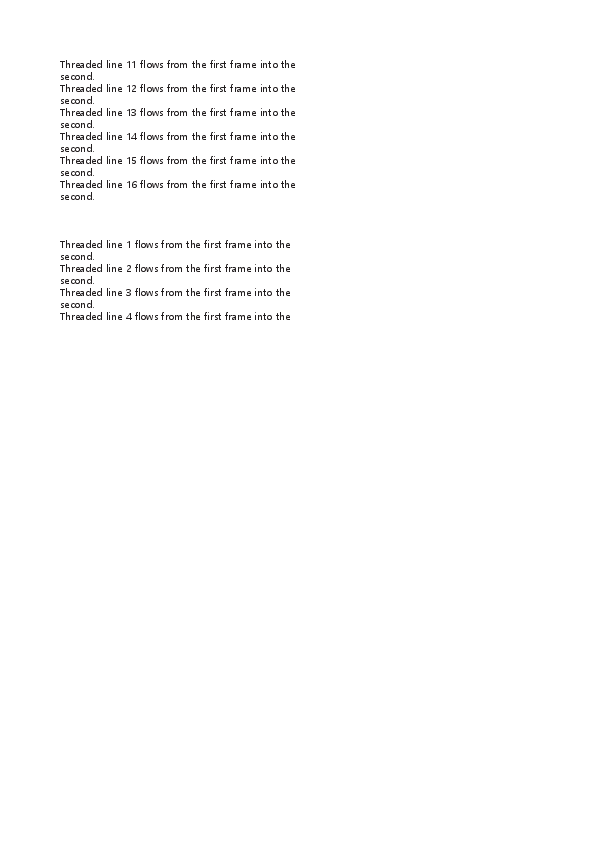 Threaded line 11 flows from the first frame into the
second.
Threaded line 12 flows from the first frame into the
second.
Threaded line 13 flows from the first frame into the
second.
Threaded line 14 flows from the first frame into the
second.
Threaded line 15 flows from the first frame into the
second.
Threaded line 16 flows from the first frame into the
second.
Threaded line 1 flows from the first frame into the
second.
Threaded line 2 flows from the first frame into the
second.
Threaded line 3 flows from the first frame into the
second.
Threaded line 4 flows from the first frame into the